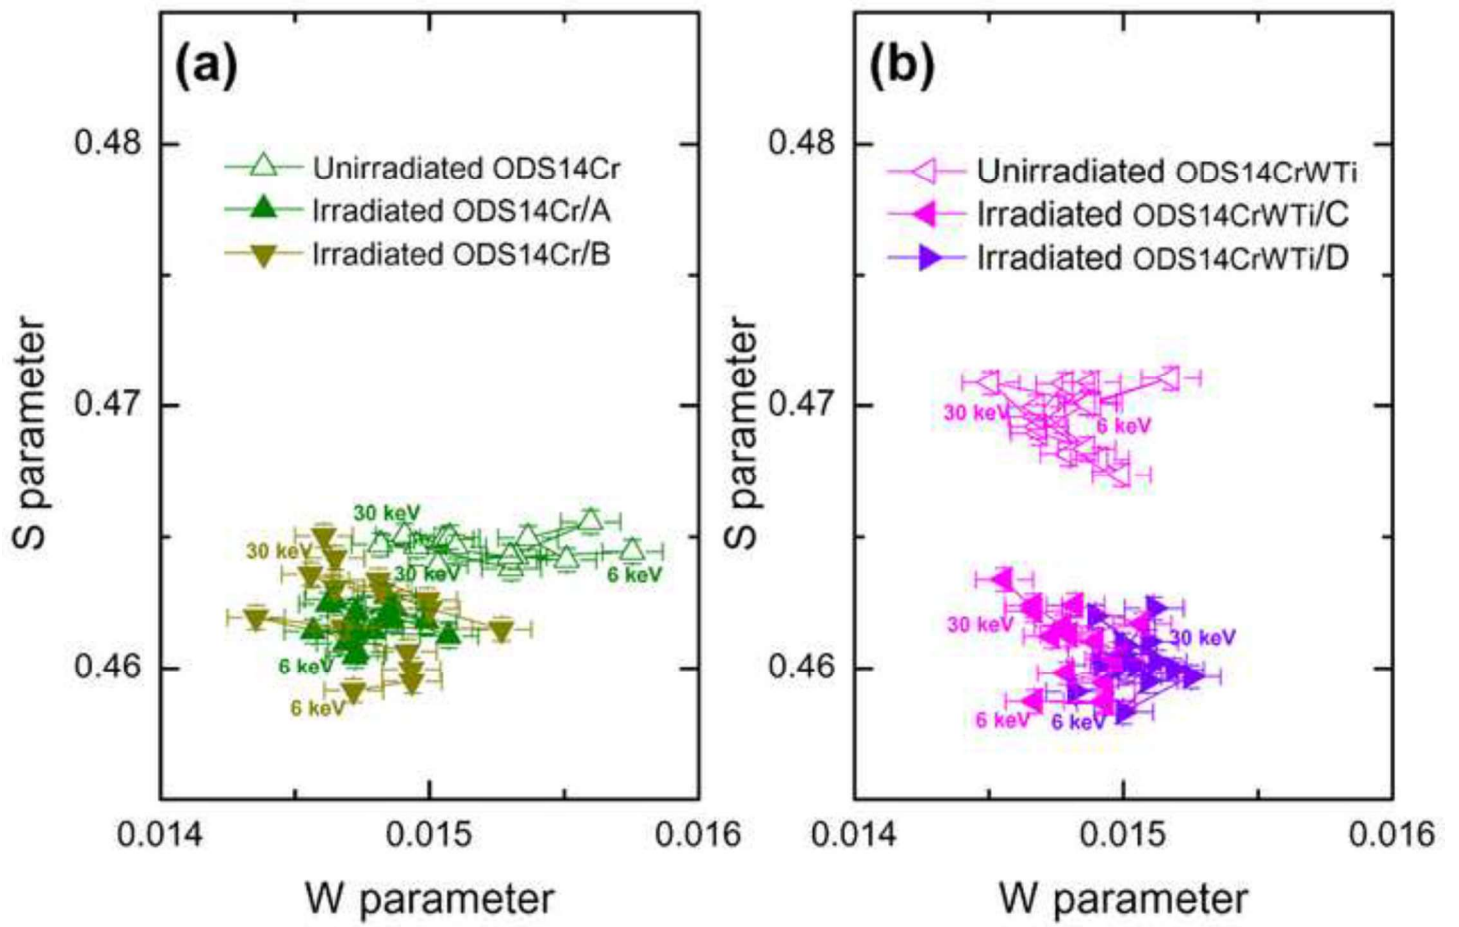 (a)
Unirradiated ODS14Cr
Irradiated ODS14Cr/A
Irradiated ODS14Cr/B
0.48
0.47
0.46
S parameter
30 keV
30 keV
30 keV
6 keV
6 keV
6 keV
0.014
0.015
0.016
W parameter
(b)
Unirradiated ODS14CrWTi
Irradiated ODS14CrWTi/C
Irradiated ODS14CrWTi/D
0.48
0.47
0.46
S parameter
30 keV
6 keV
30 keV
30 keV
6 keV
6 keV
0.014
0.015
0.016
W parameter